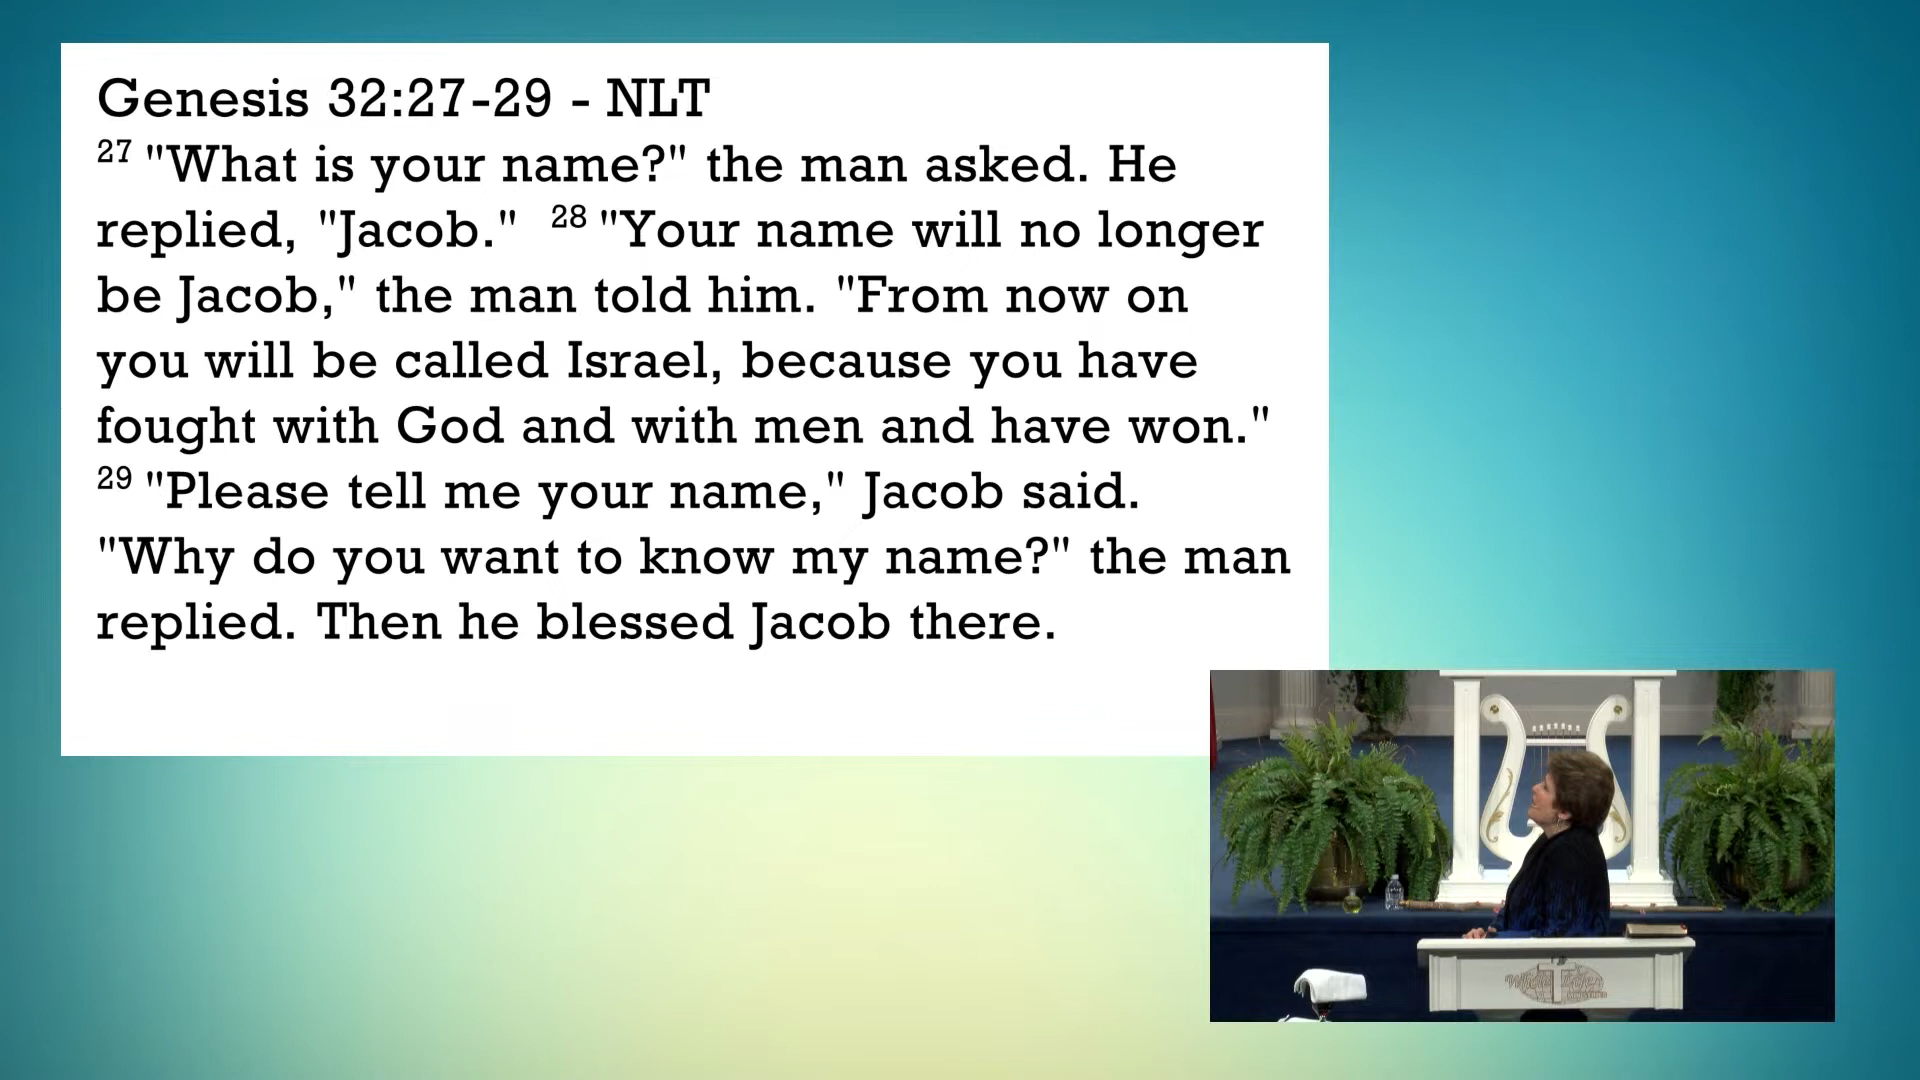 Genesis 32:27-29 - NLT
27 "What is your name?" the man asked. He
replied, "Jacob." 28 "Your name will no longer
be Jacob," the man told him. "From now on
you will be called Israel, because you have
fought with God and with men and have won."
29 "Please tell me your name," Jacob said.
"Why do you want to know my name?" the man
replied. Then he blessed Jacob there.